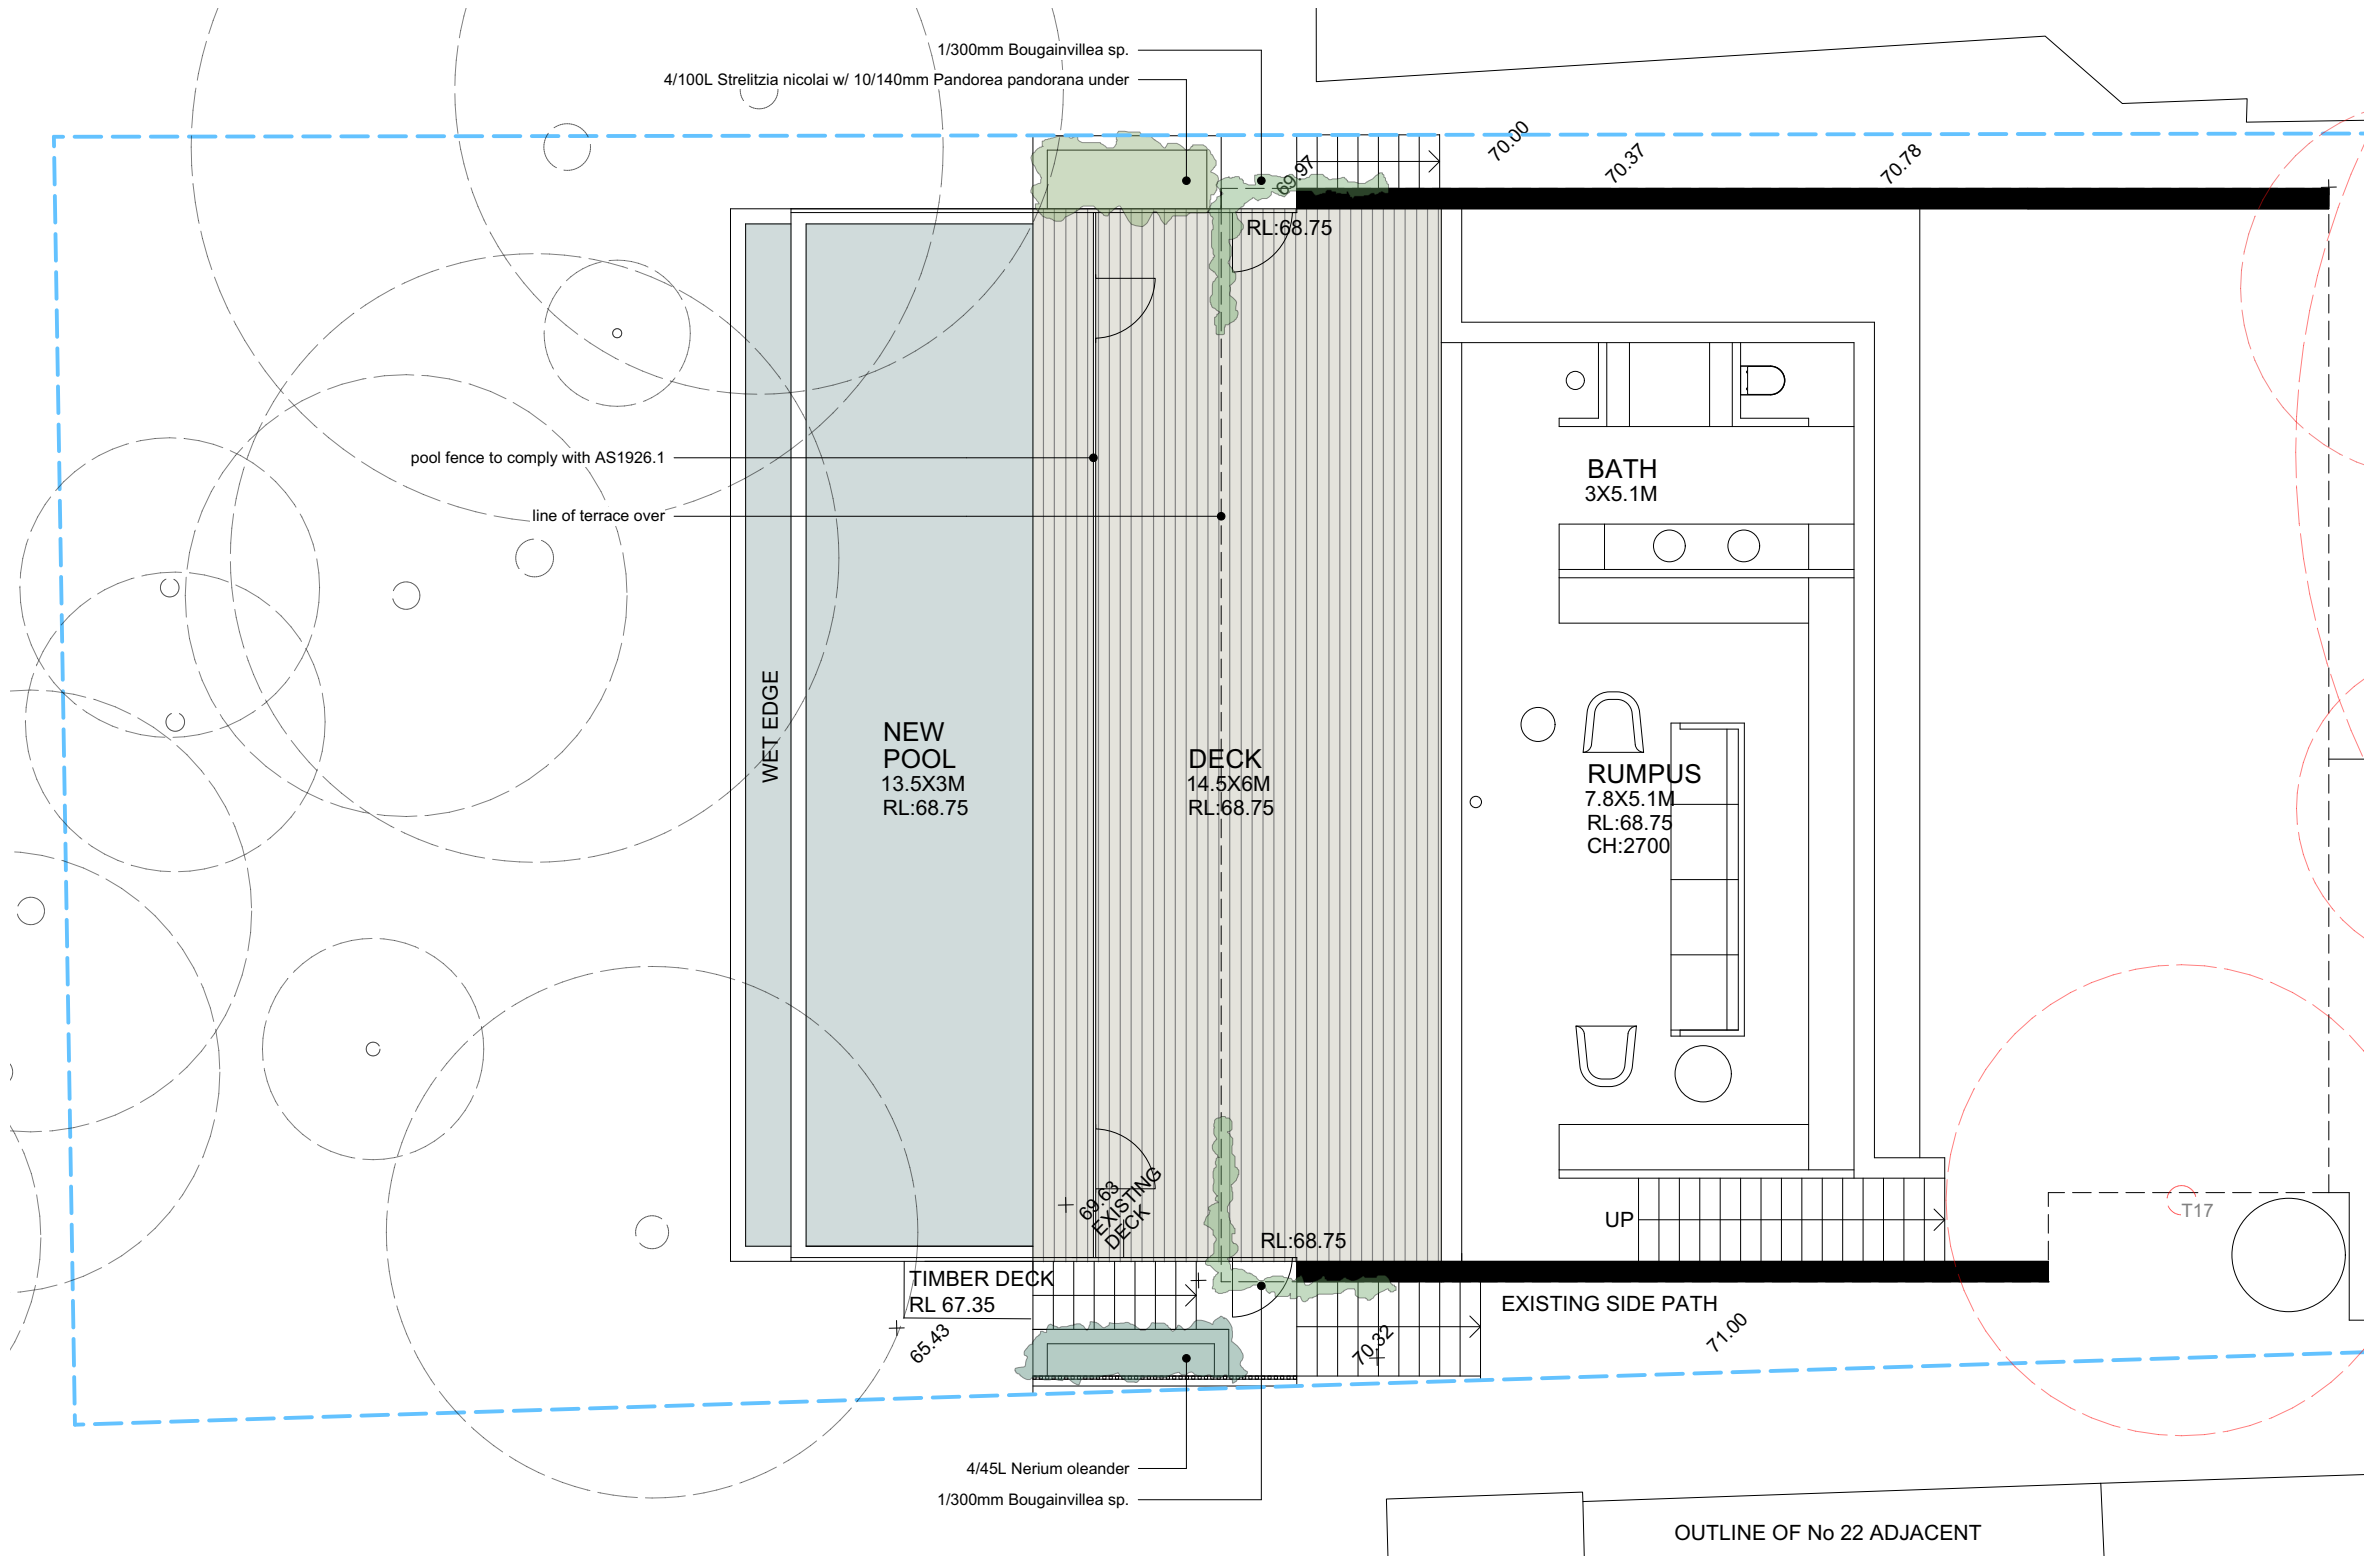 1/300mm Bougainvillea sp.
4/100L Strelitzia nicolai w/ 10/140mm Pandorea pandorana under
69.97
70.00
70.37
70.78
RL:68.75
pool fence to comply with AS1926.1
line of terrace over
BATH
3X5.1M
WET EDGE
NEW
POOL
13.5X3M
RL:68.75
DECK
14.5X6M
RL:68.75
RUMPUS
7.8X5.1M
RL:68.75
CH:2700
69.63
EXISTING
DECK
RL:68.75
UP
T17
TIMBER DECK
RL 67.35
65.43
EXISTING SIDE PATH
70.32
71.00
4/45L Nerium oleander
1/300mm Bougainvillea sp.
OUTLINE OF No 22 ADJACENT